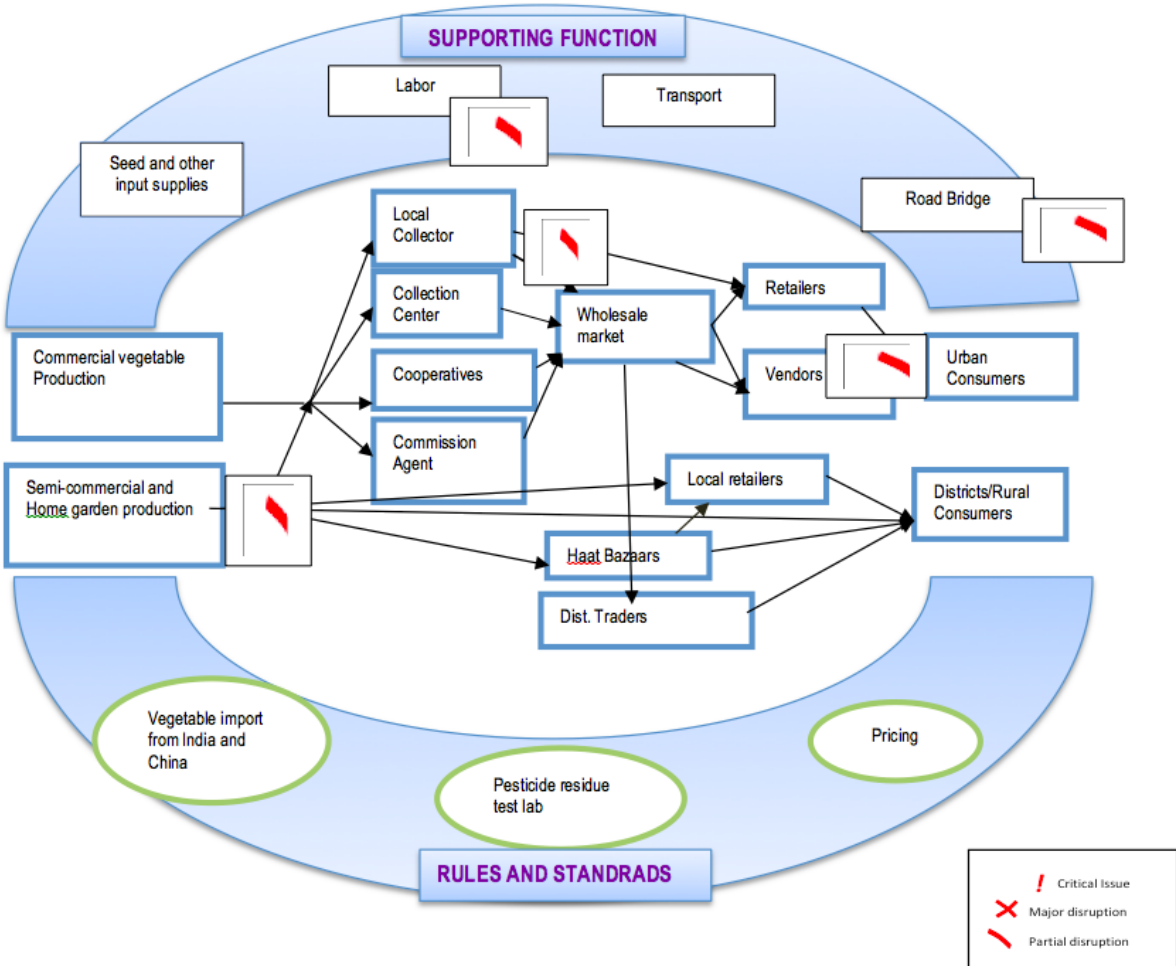 SUPPORTING FUNCTION
Labor
Transport
Seed and other
input supplies
Road Bridge
Local
Collector
Collection
Center
Wholesale
market
Retailers
Commercial vegetable
Production
Cooperatives
Vendors
Urban
Consumers
Commission
Agent
Semi-commercial and
Home garden production
Local retailers
Districts/Rural
Consumers
Haat Bazaars
Dist. Traders
Vegetable import
from India and
China
Pesticide residue
test lab
Pricing
RULES AND STANDRADS
! Critical Issue
Major disruption
Partial disruption